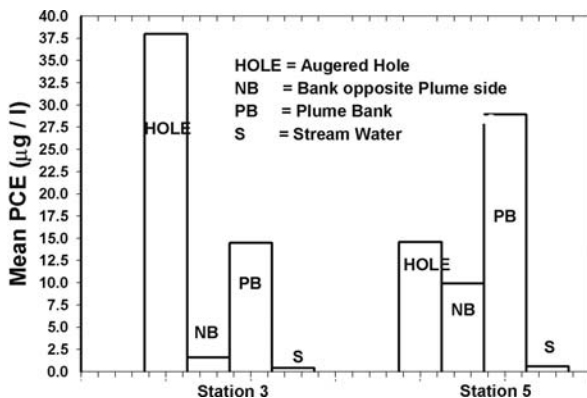 40.0
37.5
35.0
32.5
30.0
27.5
25.0
22.5
20.0
17.5
15.0
12.5
10.0
7.5
5.0
2.5
0.0
Mean PCE (μg / l)
HOLE = Augered Hole
NB = Bank opposite Plume side
PB = Plume Bank
S = Stream Water
HOLE
NB
PB
S
HOLE
NB
PB
S
Station 3
Station 5